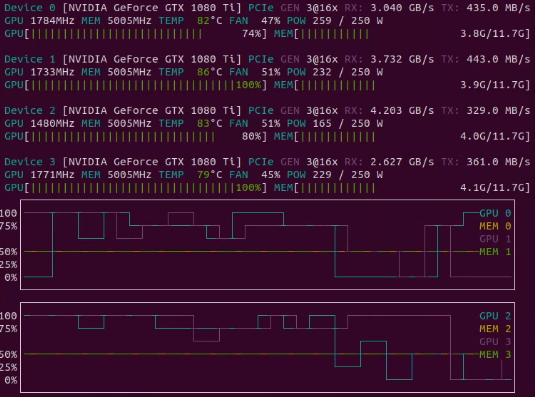 Device 0 [NVIDIA GeForce GTX 1080 Ti] PCIe GEN 3@16x RX: 3.040 GB/s TX: 435.0 MB/s
GPU 1784MHz MEM 5005MHz TEMP 82°C FAN 47% POW 259 / 250 W
GPU[||||||||||||||||||||||||||| 74%] MEM[|||||||||||| 3.8G/11.7G]
Device 1 [NVIDIA GeForce GTX 1080 Ti] PCIe GEN 3@16x RX: 3.732 GB/s TX: 443.0 MB/s
GPU 1733MHz MEM 5005MHz TEMP 86°C FAN 51% POW 232 / 250 W
GPU[||||||||||||||||||||||||||||||||100%] MEM[|||||||||||| 3.9G/11.7G]
Device 2 [NVIDIA GeForce GTX 1080 Ti] PCIe GEN 3@16x RX: 4.203 GB/s TX: 329.0 MB/s
GPU 1480MHz MEM 5005MHz TEMP 83°C FAN 51% POW 165 / 250 W
GPU[||||||||||||||||||||||||||||| 80%] MEM[|||||||||||| 4.0G/11.7G]
Device 3 [NVIDIA GeForce GTX 1080 Ti] PCIe GEN 3@16x RX: 2.627 GB/s TX: 361.0 MB/s
GPU 1771MHz MEM 5005MHz TEMP 79°C FAN 45% POW 229 / 250 W
GPU[||||||||||||||||||||||||||||||||100%] MEM[|||||||||||| 4.1G/11.7G]
100 GPU 0
75% MEM 0
GPU 1
50% MEM 1
25%
0%
100 GPU 2
75% MEM 2
GPU 3
50% MEM 3
25%
0%